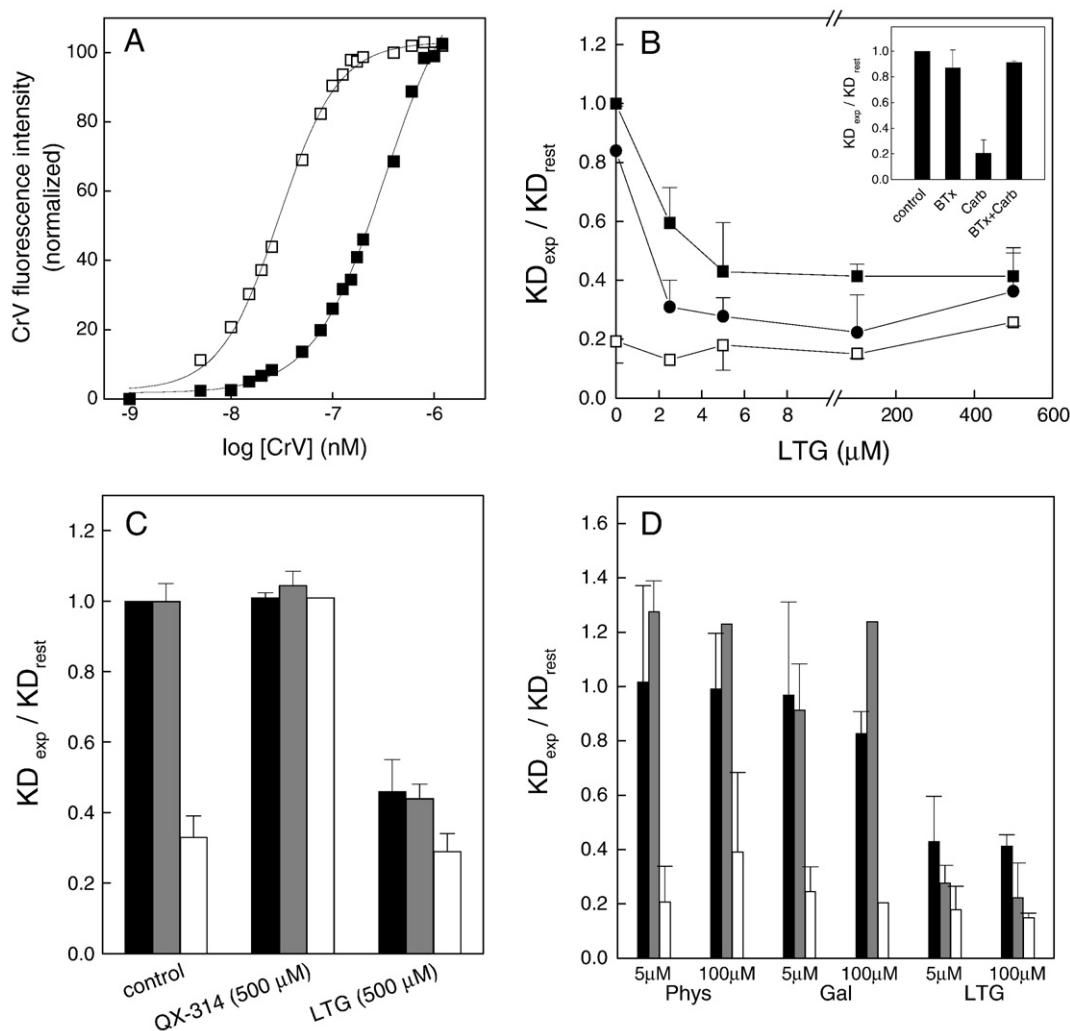 A
CrV fluorescence intensity
(normalized)
100
80
60
40
20
0
-9 -8 -7 -6
log [CrV] (nM)
B
KD_exp / KD_rest
1.2
1.0
0.8
0.6
0.4
0.2
0.0
0 2 4 6 8 200 400 600
LTG (μM)
KD_exp / KD_rest
1.0
0.8
0.6
0.4
0.2
0.0
control BTx Carb BTx+Carb
C
KD_exp / KD_rest
1.2
1.0
0.8
0.6
0.4
0.2
0.0
control QX-314 (500 μM) LTG (500 μM)
D
KD_exp / KD_rest
1.6
1.4
1.2
1.0
0.8
0.6
0.4
0.2
0.0
5μM 100μM 5μM 100μM 5μM 100μM
Phys Gal LTG